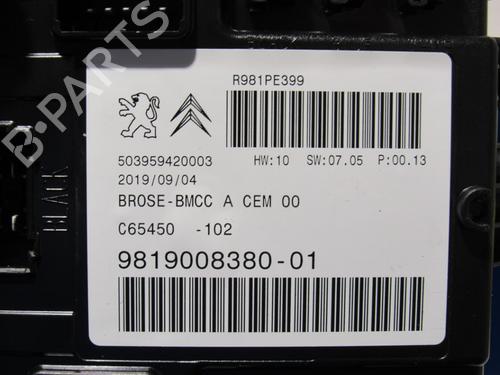 R981PE399
503959420003 HW:10 SW:07.05 P:00.13
2019/09/04
BROSE-BMCC A CEM 00
C65450 -102
9819008380-01
BLACK
B-PARTS